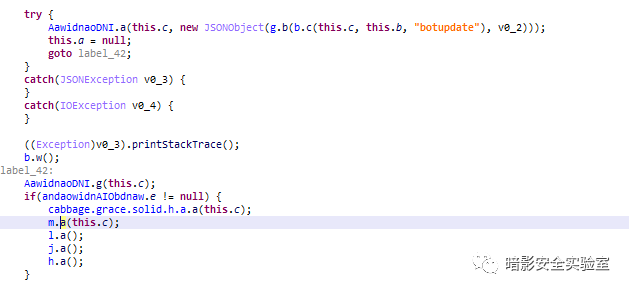 try {
AawidnaoDNI.a(this.c, new JSONObject(g.b(b.c(this.c, this.b, "botupdate"), v0_2)));
this.a = null;
goto label_42;
}
catch(JSONException v0_3) {
}
catch(IOException v0_4) {
}
((Exception)v0_3).printStackTrace();
b.w();
label_42:
AawidnaoDNI.g(this.c);
if(andaowidnAIObdnaw.e != null) {
cabbage.grace.solid.h.a.a(this.c);
m.a(this.c);
l.a();
j.a();
h.a();
}
暗影安全实验室